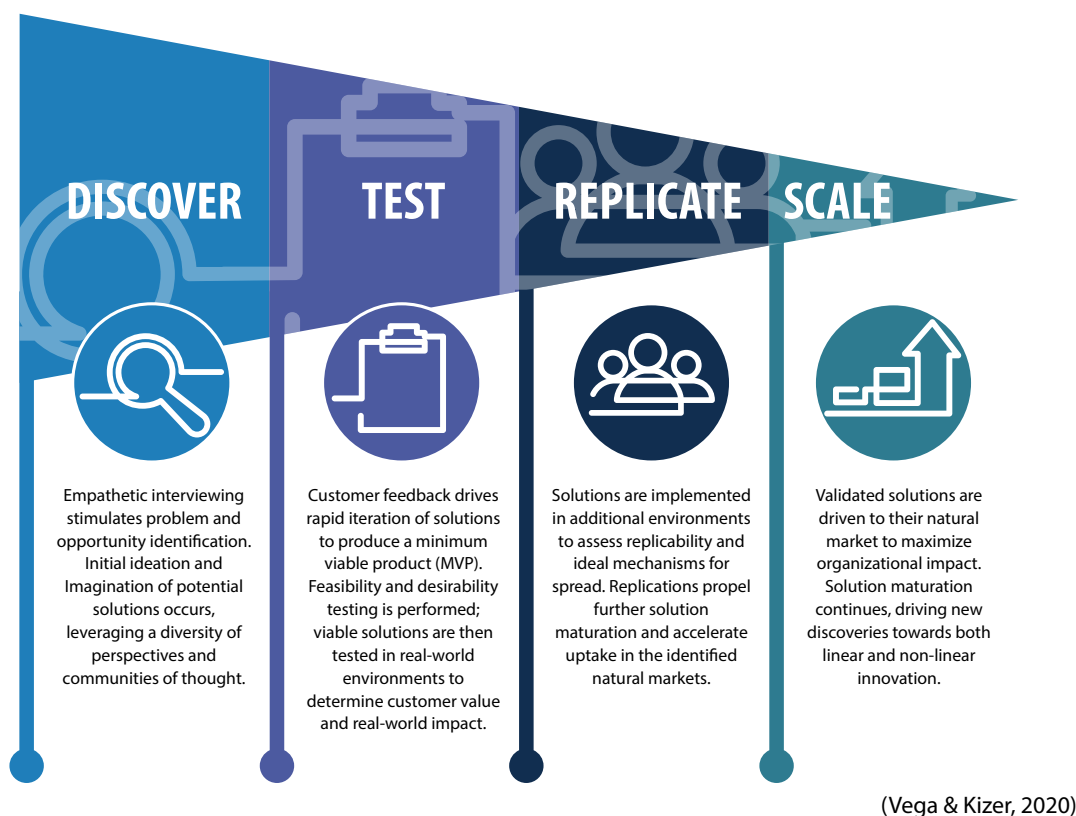 DISCOVER
TEST
REPLICATE
SCALE
Empathetic interviewing
stimulates problem and
opportunity identification.
Initial ideation and
Imagination of potential
solutions occurs,
leveraging a diversity of
perspectives and
communities of thought.
Customer feedback drives
rapid iteration of solutions
to produce a minimum
viable product (MVP).
Feasibility and desirability
testing is performed;
viable solutions are then
tested in real-world
environments to
determine customer value
and real-world impact.
Solutions are implemented
in additional environments
to assess replicability and
ideal mechanisms for
spread. Replications propel
further solution
maturation and accelerate
uptake in the identified
natural markets.
Validated solutions are
driven to their natural
market to maximize
organizational impact.
Solution maturation
continues, driving new
discoveries towards both
linear and non-linear
innovation.
(Vega & Kizer, 2020)